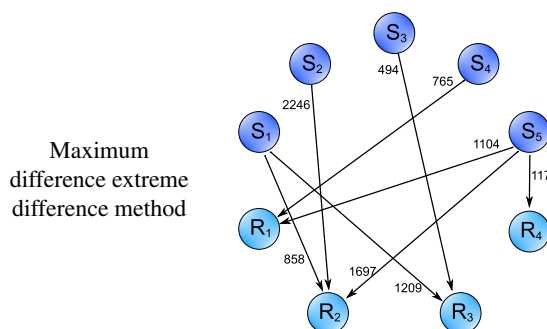 S3
S2
S4
494
765
2246
S1
S5
Maximum
difference extreme
difference method
1104
117
R1
R4
858
1697
1209
R2
R3